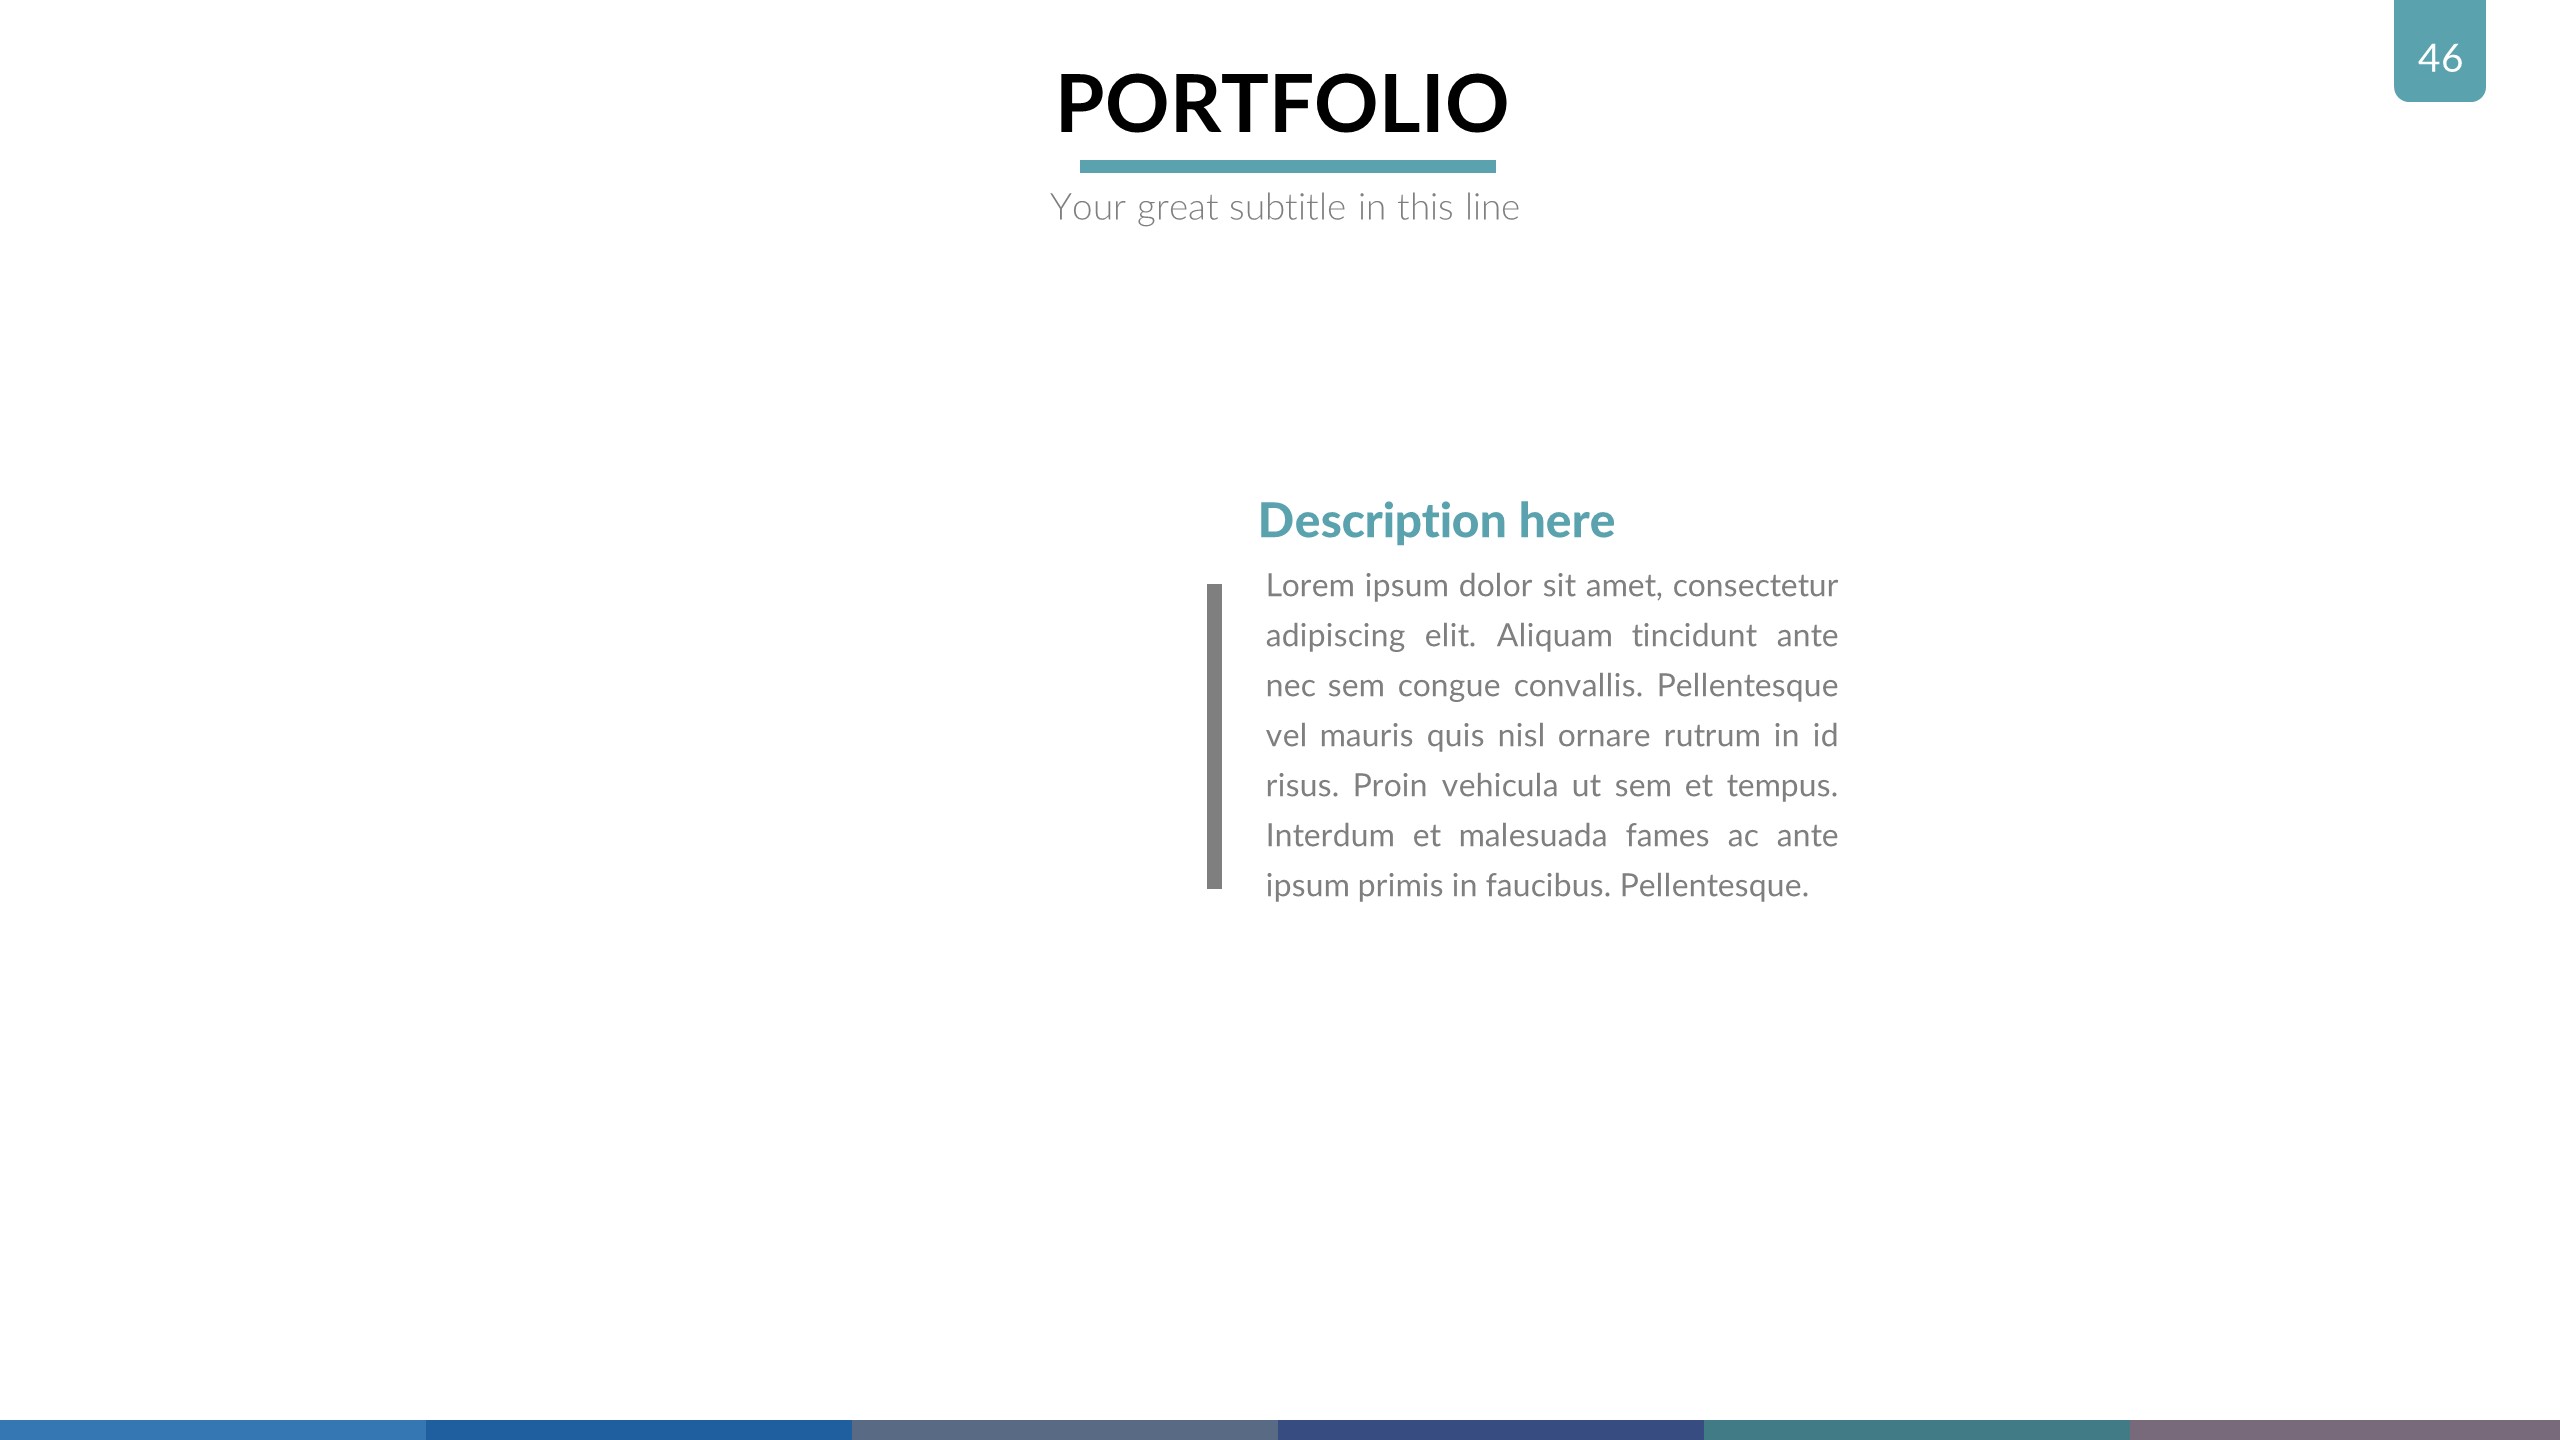 PORTFOLIO
46
Your great subtitle in this line
Description here
Lorem ipsum dolor sit amet, consectetur
adipiscing elit. Aliquam tincidunt ante
nec sem congue convallis. Pellentesque
vel mauris quis nisl ornare rutrum in id
risus. Proin vehicula ut sem et tempus.
Interdum et malesuada fames ac ante
ipsum primis in faucibus. Pellentesque.